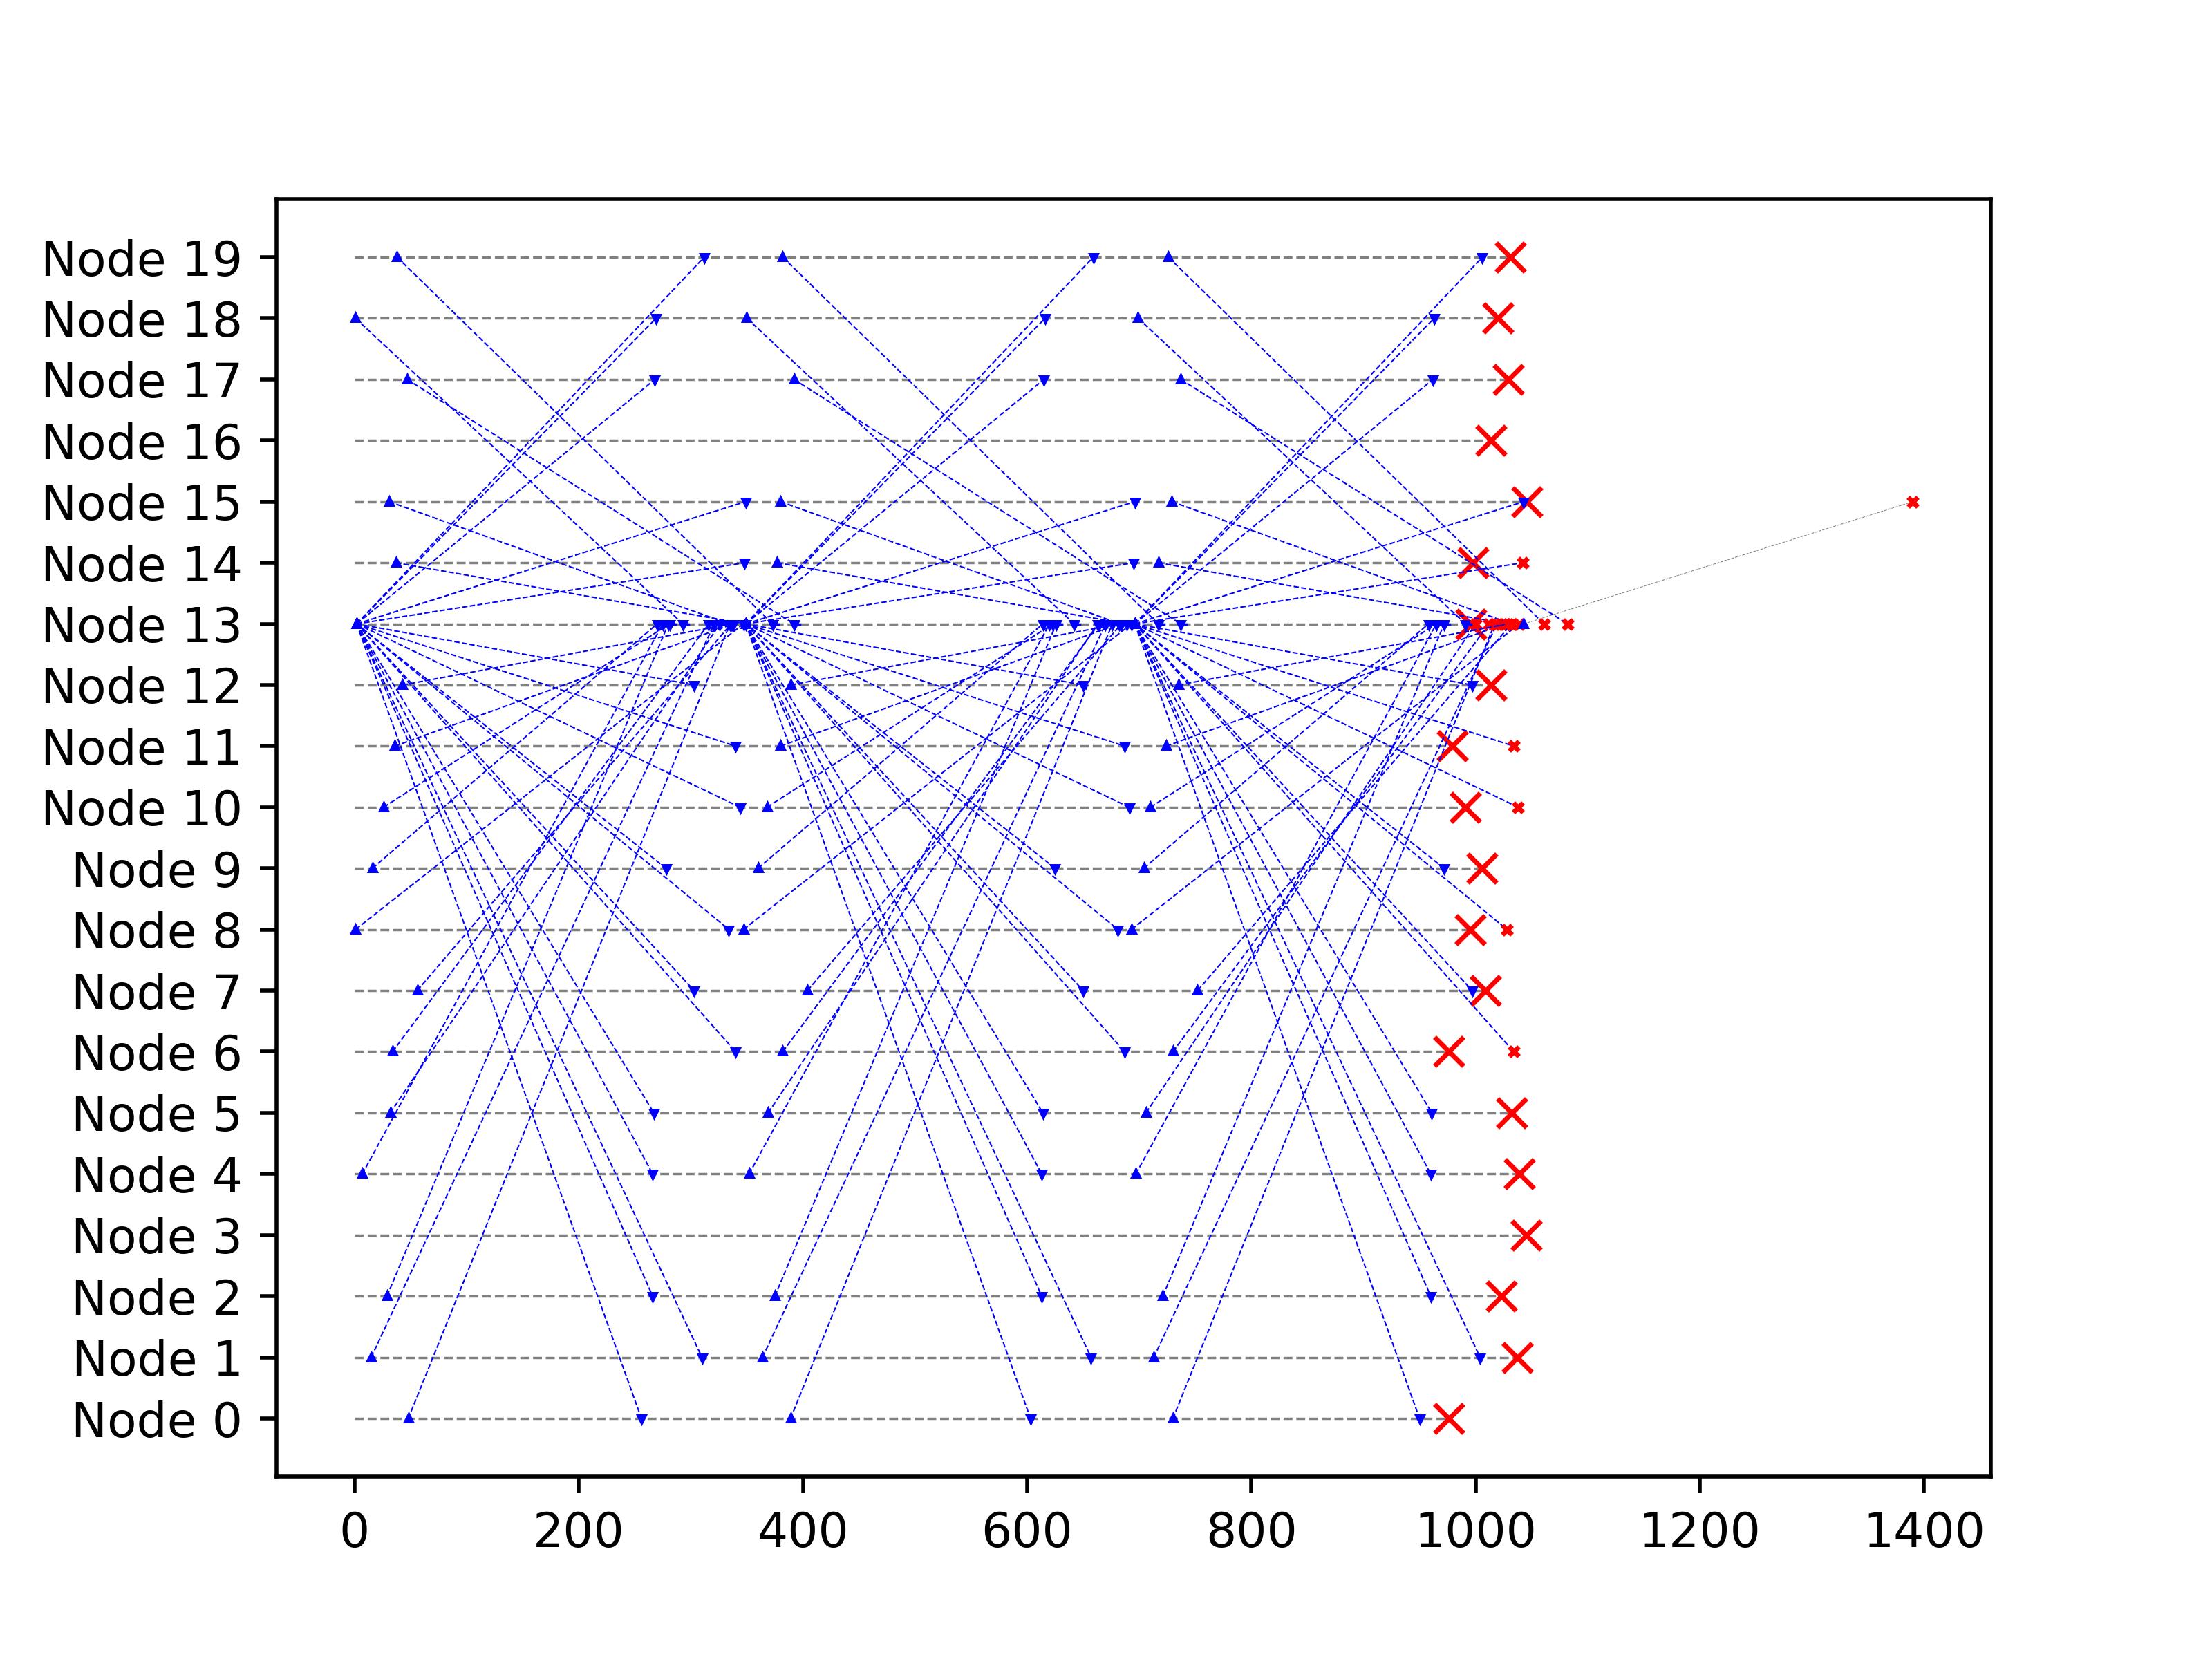 Node 19
Node 18
Node 17
Node 16
Node 15
Node 14
Node 13
Node 12
Node 11
Node 10
Node 9
Node 8
Node 7
Node 6
Node 5
Node 4
Node 3
Node 2
Node 1
Node 0
0 200 400 600 800 1000 1200 1400